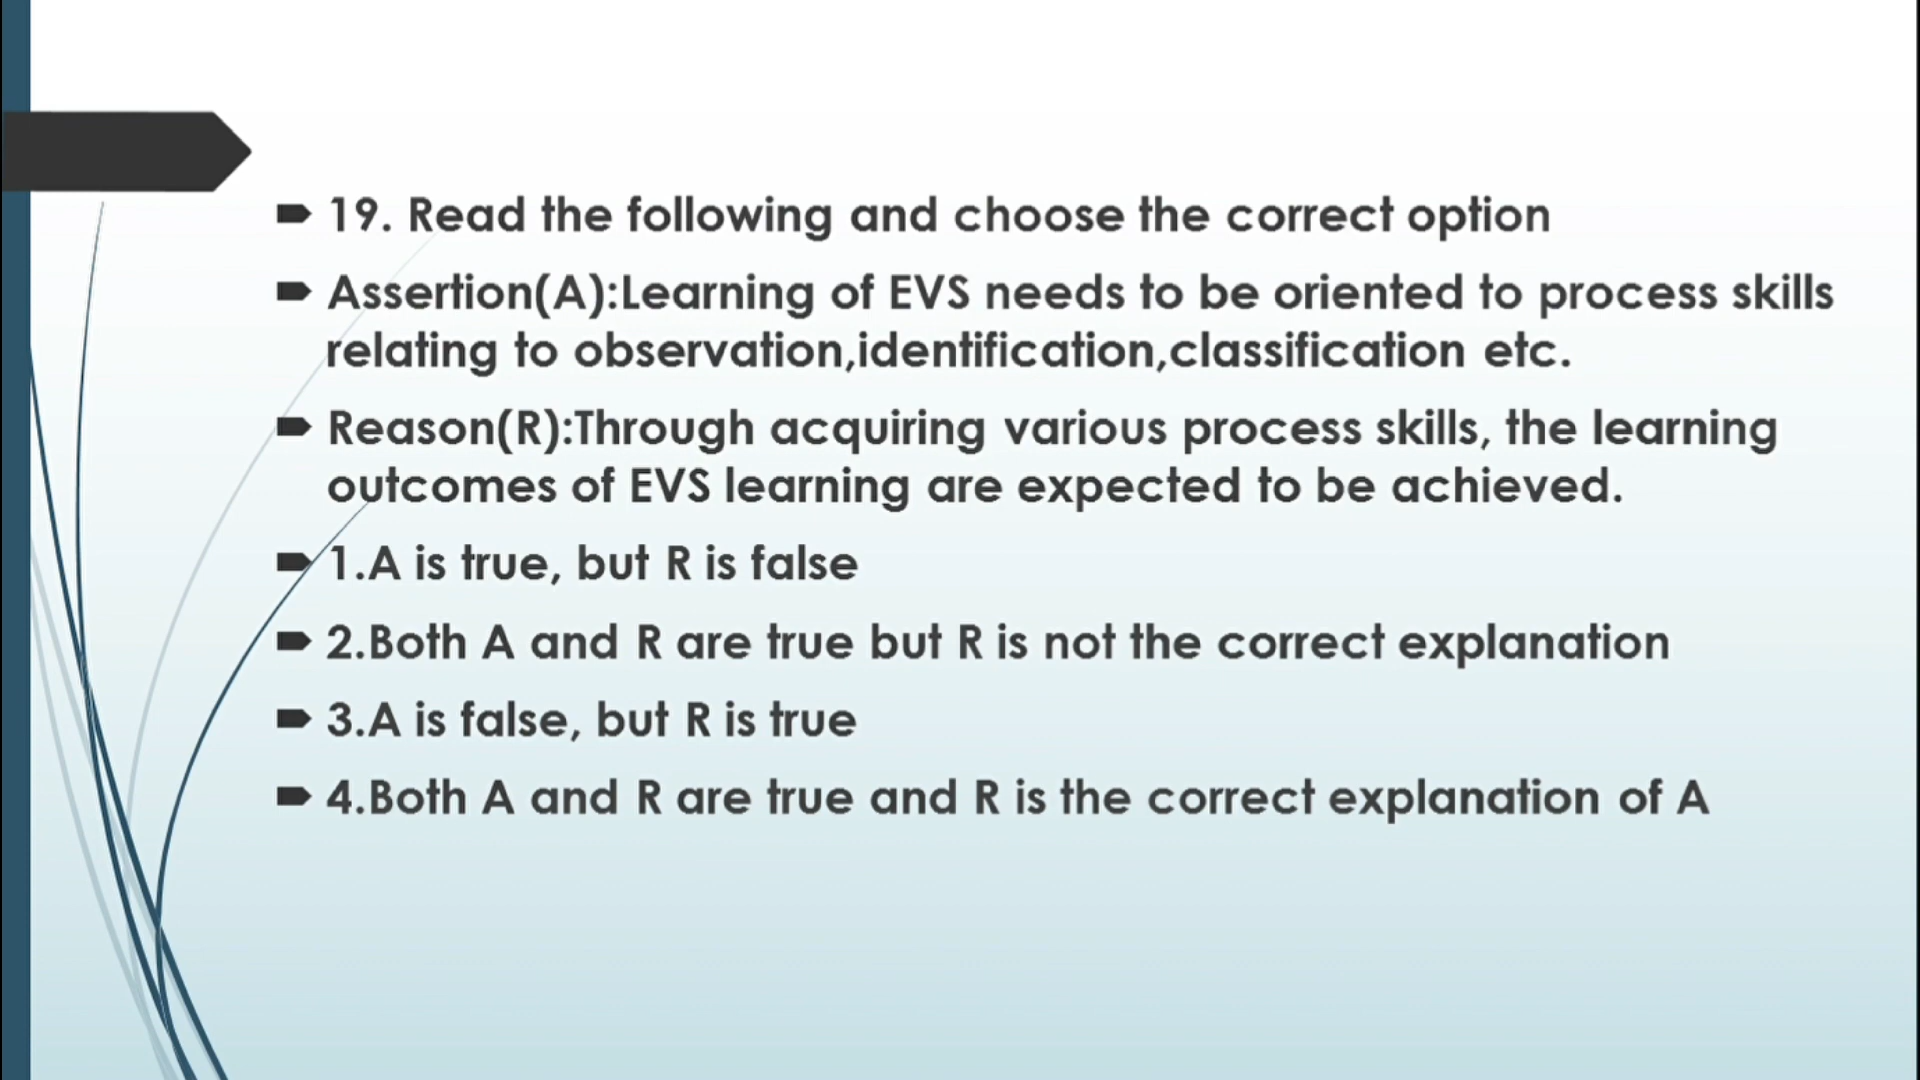 19. Read the following and choose the correct option
Assertion(A):Learning of EVS needs to be oriented to process skills
relating to observation,identification,classification etc.
Reason(R):Through acquiring various process skills, the learning
outcomes of EVS learning are expected to be achieved.
1.A is true, but R is false
2.Both A and R are true but R is not the correct explanation
3.A is false, but R is true
4.Both A and R are true and R is the correct explanation of A